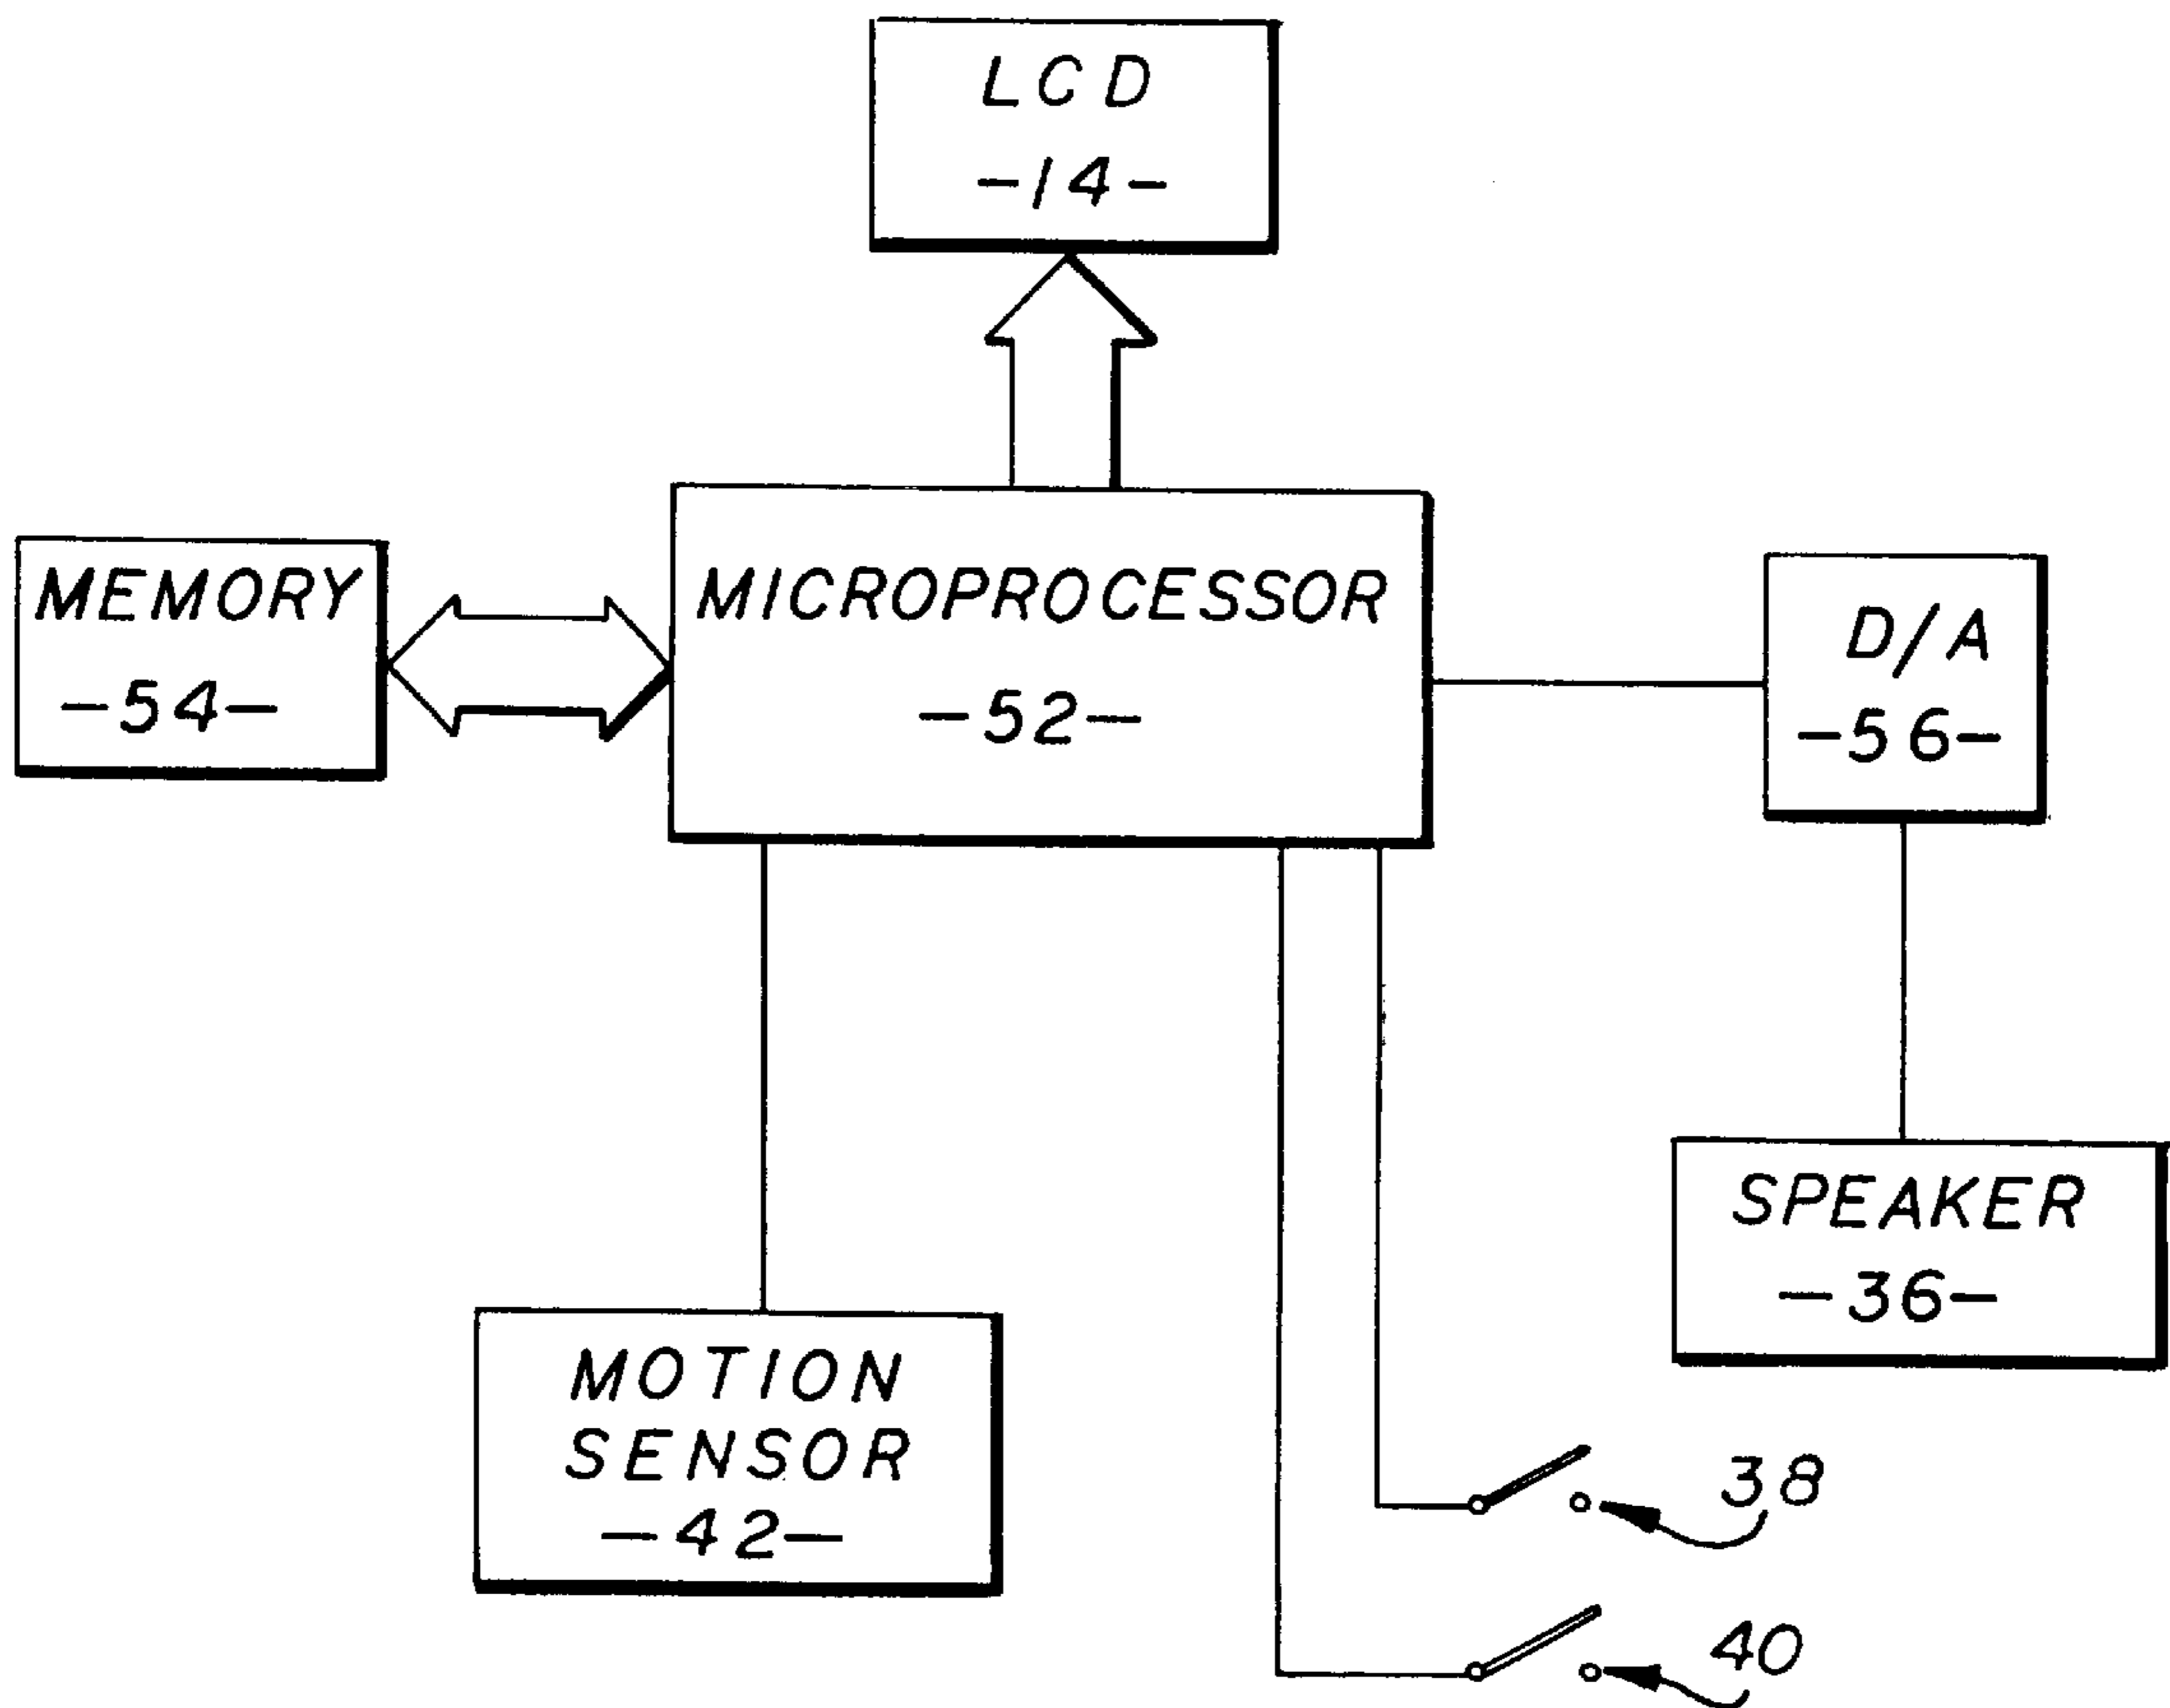 LCD
-14-
MEMORY
-54-
MICROPROCESSOR
-52-
D/A
-56-
SPEAKER
-36-
MOTION
SENSOR
-42-
38
40